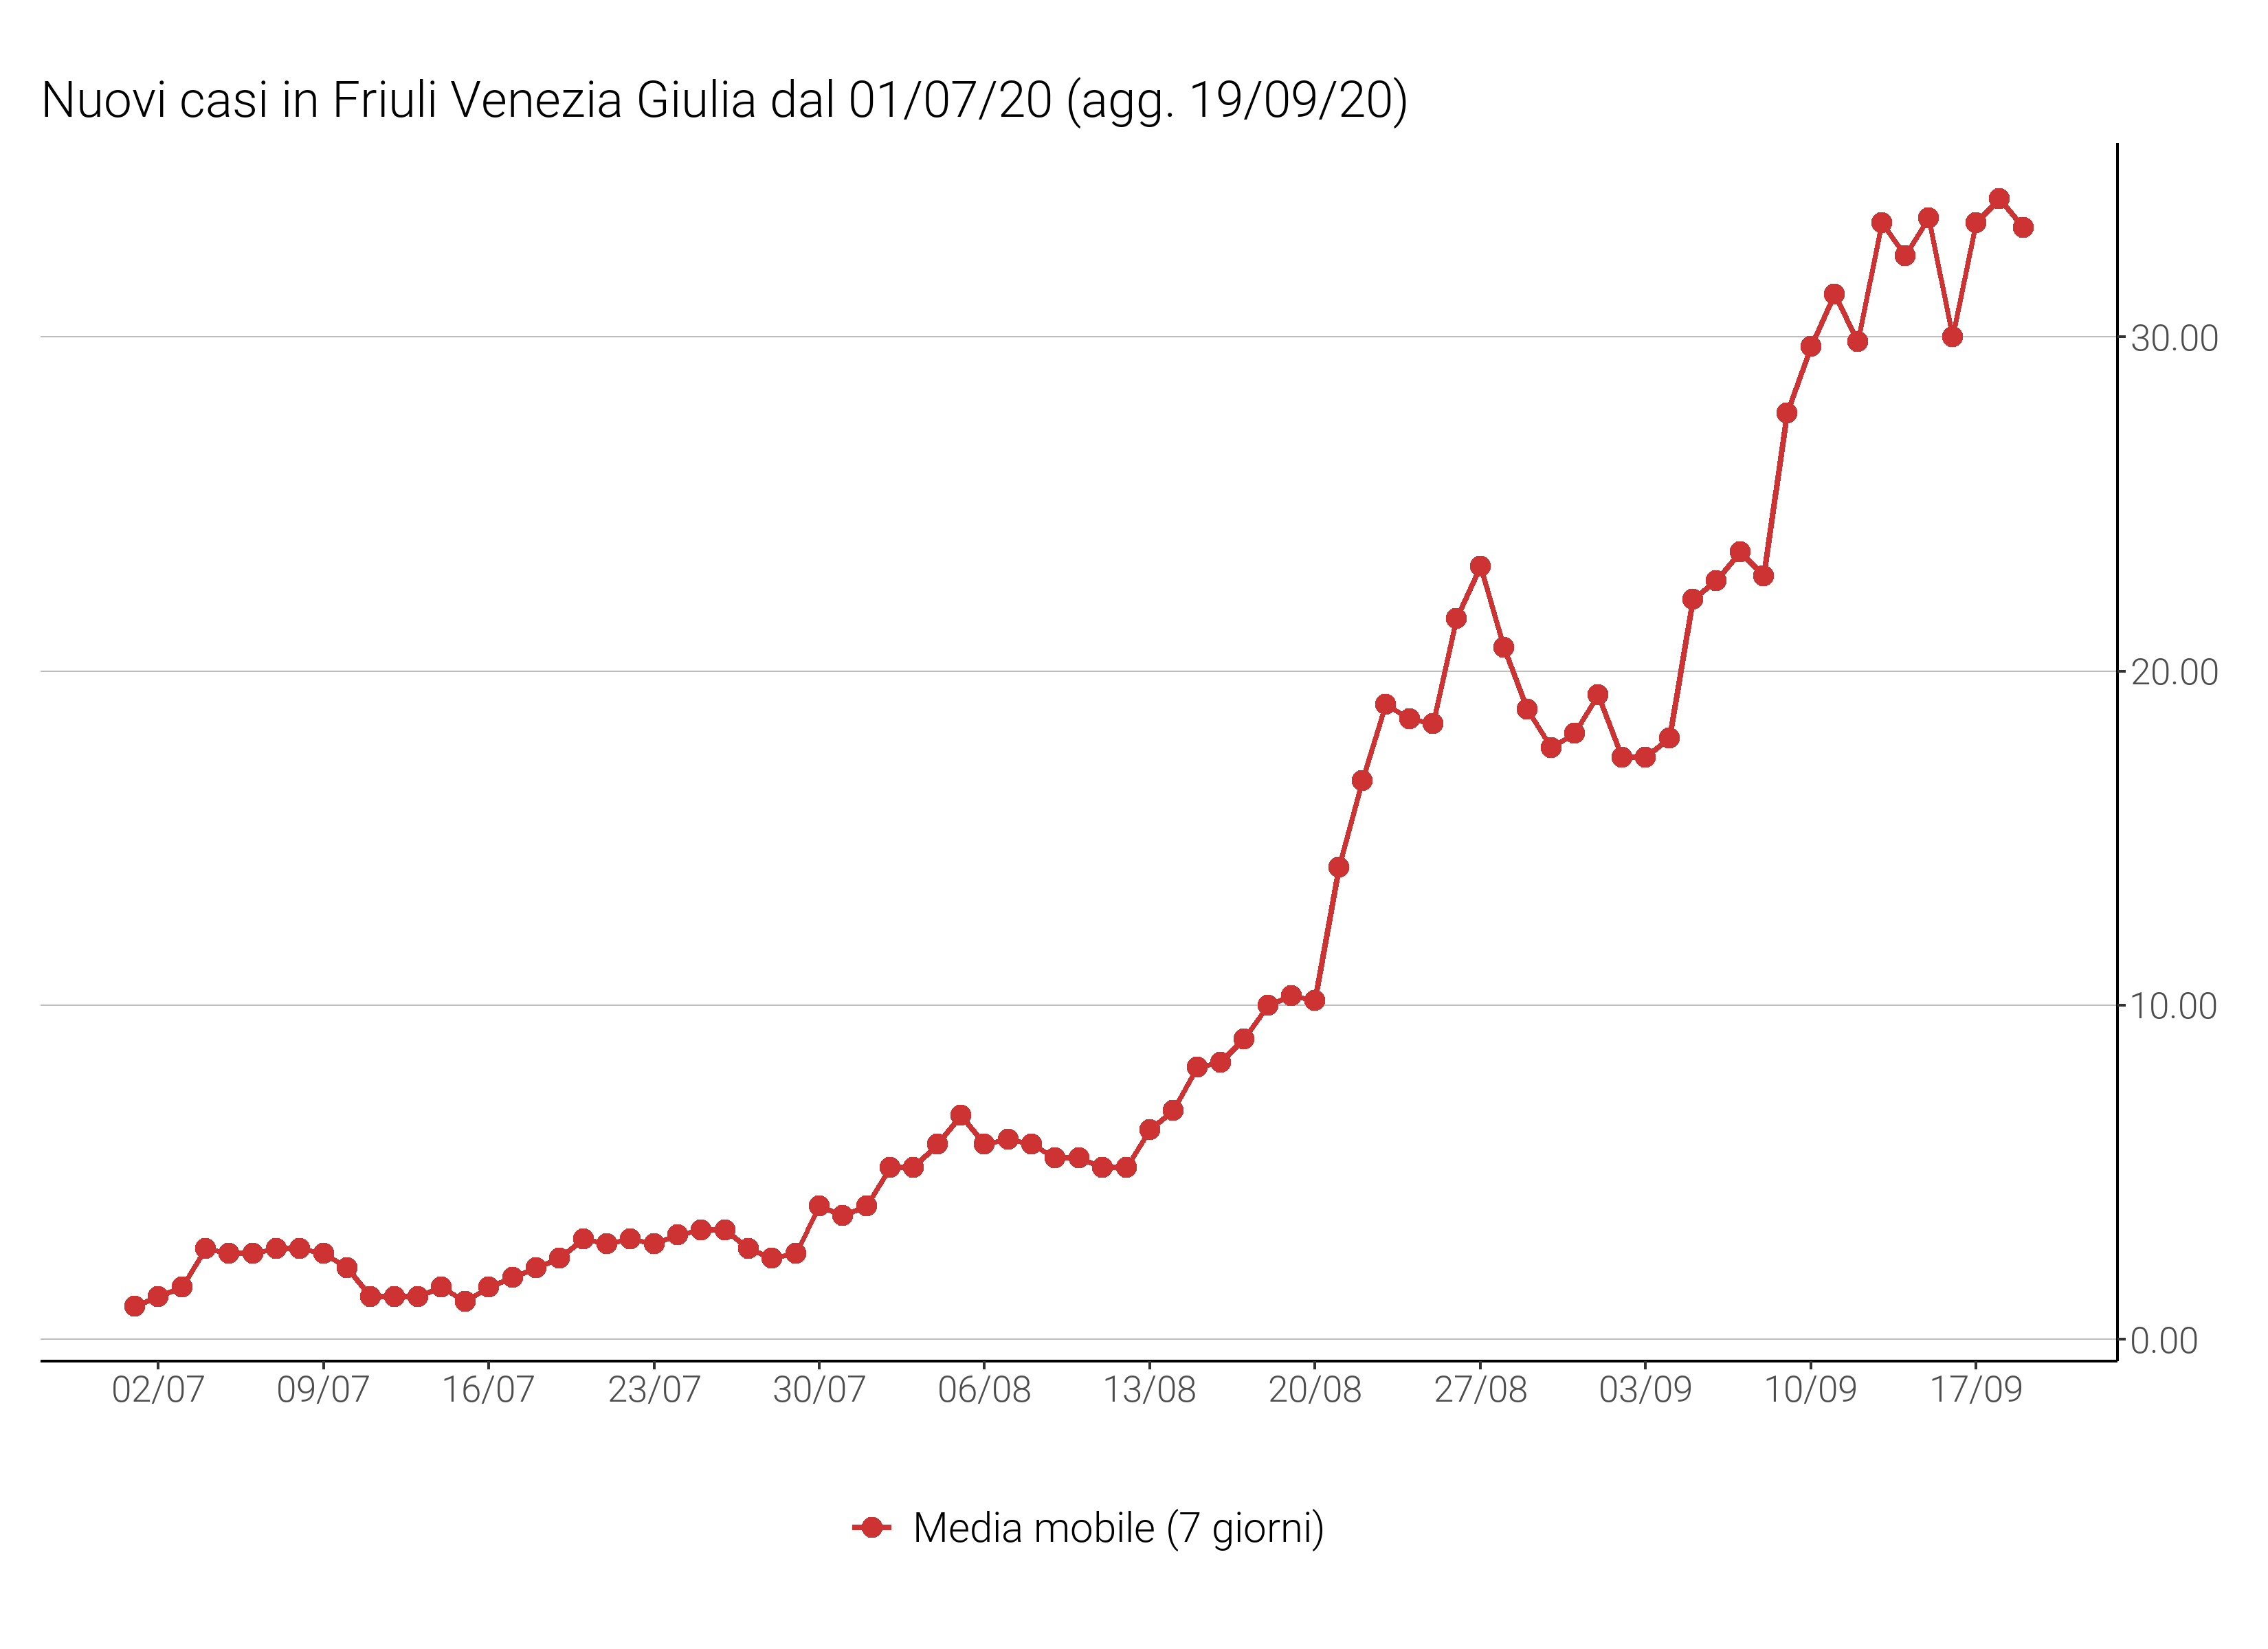 Nuovi casi in Friuli Venezia Giulia dal 01/07/20 (agg. 19/09/20)
30.00
20.00
10.00
0.00
02/07 09/07 16/07 23/07 30/07 06/08 13/08 20/08 27/08 03/09 10/09 17/09
Media mobile (7 giorni)